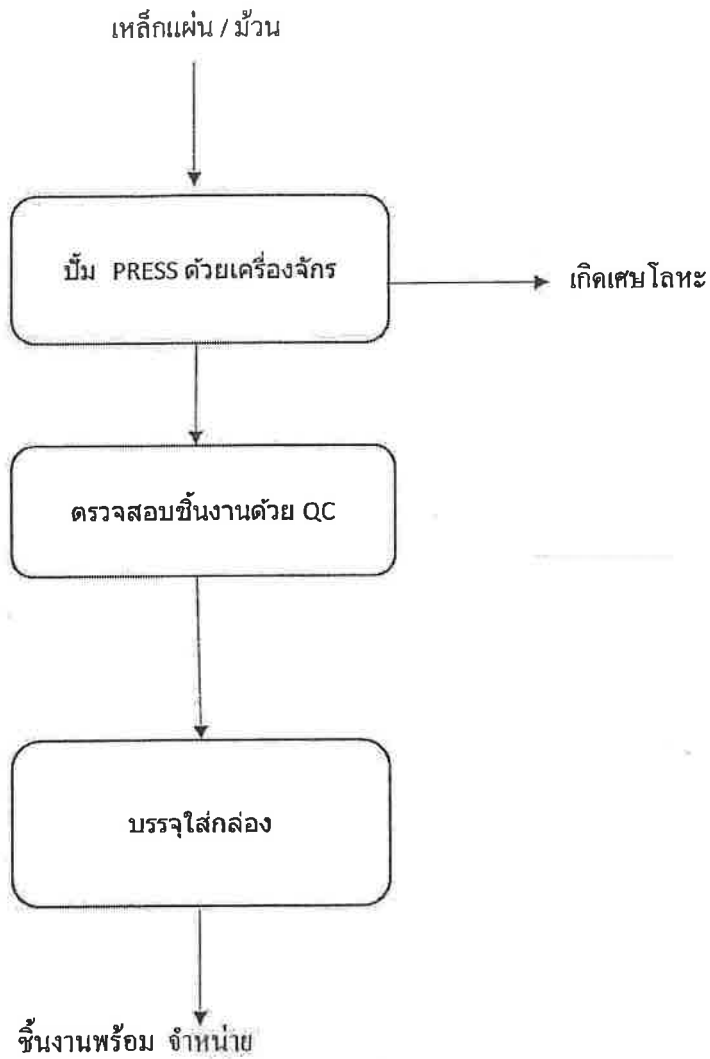 เหล็กแผ่น / ม้วน
ปั๊ม PRESS ด้วยเครื่องจักร
เกิดเศษโลหะ
ตรวจสอบชิ้นงานด้วย QC
บรรจุใส่กล่อง
ชิ้นงานพร้อม จำหน่าย